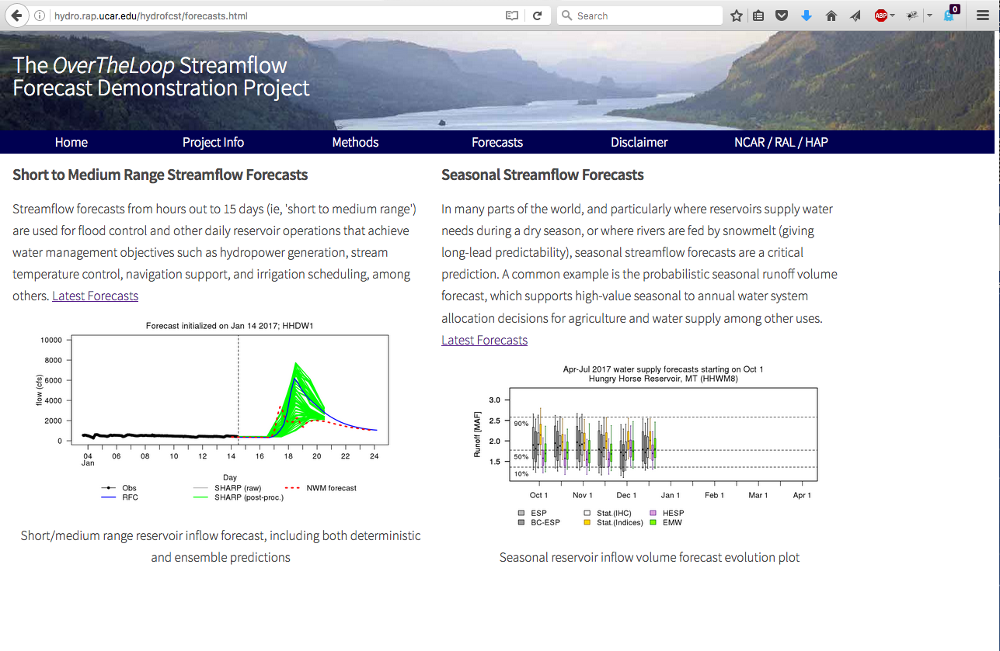 hydro.rap.ucar.edu/hydrofcst/forecasts.html
Search
ABP
0
The OverTheLoop Streamflow
Forecast Demonstration Project
Home Project Info Methods Forecasts Disclaimer NCAR / RAL / HAP
Short to Medium Range Streamflow Forecasts
Streamflow forecasts from hours out to 15 days (ie, 'short to medium range')
are used for flood control and other daily reservoir operations that achieve
water management objectives such as hydropower generation, stream
temperature control, navigation support, and irrigation scheduling, among
others. Latest Forecasts
Forecast initialized on Jan 14 2017; HHDW1
flow (cfs)
10000
8000
6000
4000
2000
0
04 06 08 10 12 14 16 18 20 22 24
Jan
Day
Obs SHARP (raw) NWM forecast
RFC SHARP (post-proc.)
Short/medium range reservoir inflow forecast, including both deterministic
and ensemble predictions
Seasonal Streamflow Forecasts
In many parts of the world, and particularly where reservoirs supply water
needs during a dry season, or where rivers are fed by snowmelt (giving
long-lead predictability), seasonal streamflow forecasts are a critical
prediction. A common example is the probabilistic seasonal runoff volume
forecast, which supports high-value seasonal to annual water system
allocation decisions for agriculture and water supply among other uses.
Latest Forecasts
Apr-Jul 2017 water supply forecasts starting on Oct 1
Hungry Horse Reservoir, MT (HHWM8)
Runoff [MAF]
3.0
2.5
90%
2.0
50%
1.5
10%
Oct 1 Nov 1 Dec 1 Jan 1 Feb 1 Mar 1 Apr 1
ESP Stat.(IHC) HESP
BC-ESP Stat.(Indices) EMW
Seasonal reservoir inflow volume forecast evolution plot